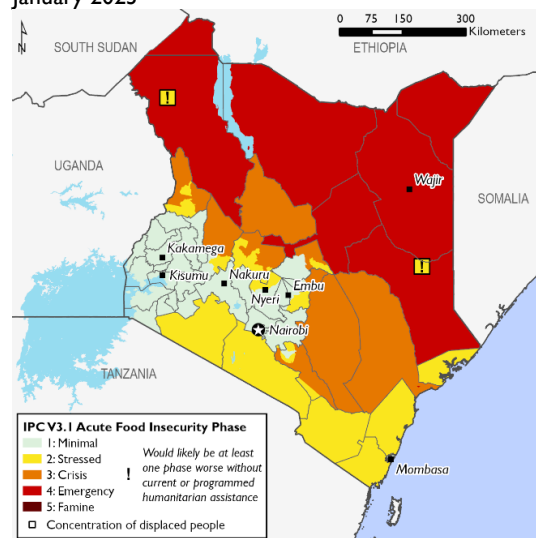 January 2023
0 75 150 300
Kilometers
N
SOUTH SUDAN
ETHIOPIA
!
UGANDA
Wajir
SOMALIA
Kakamega
!
Kisumu
Nakuru
Nyeri
Embu
Nairobi
TANZANIA
IPC V3.1 Acute Food Insecurity Phase
1: Minimal
2: Stressed
3: Crisis
4: Emergency
5: Famine
! Would likely be at least
one phase worse without
current or programmed
humanitarian assistance
Concentration of displaced people
Mombasa